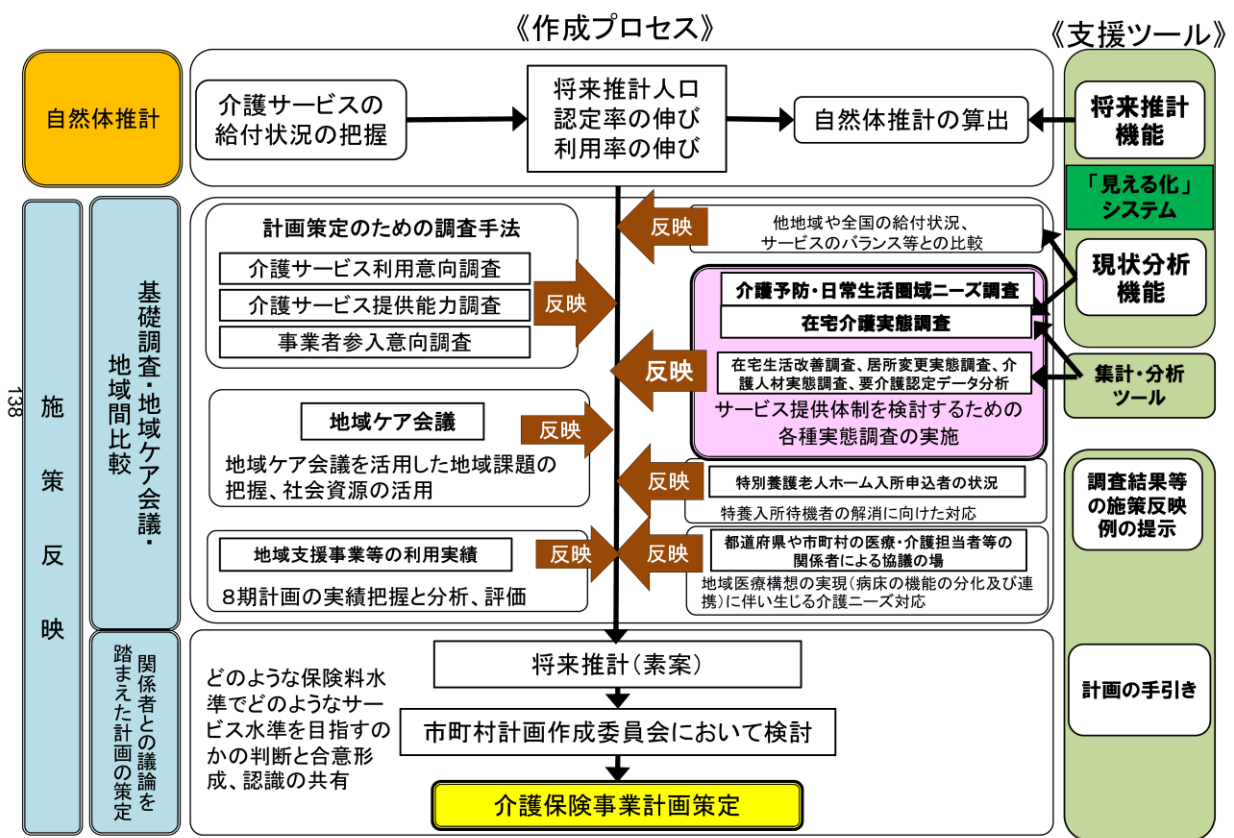 《作成プロセス》
《支援ツール》
自然体推計
介護サービスの
給付状況の把握
将来推計人口
認定率の伸び
利用率の伸び
自然体推計の算出
将来推計
機能
「見える化」
システム
現状分析
機能
集計・分析
ツール
調査結果等
の施策反映
例の提示
計画の手引き
施策反映
基礎調査・地域ケア会議・
地域間比較
138
計画策定のための調査手法
介護サービス利用意向調査
介護サービス提供能力調査
事業者参入意向調査
反映
反映
他地域や全国の給付状況、
サービスのバランス等との比較
介護予防・日常生活圏域ニーズ調査
在宅介護実態調査
反映
在宅生活改善調査、居所変更実態調査、介
護人材実態調査、要介護認定データ分析
サービス提供体制を検討するための
各種実態調査の実施
地域ケア会議
反映
地域ケア会議を活用した地域課題の
把握、社会資源の活用
反映
特別養護老人ホーム入所申込者の状況
特養入所待機者の解消に向けた対応
地域支援事業等の利用実績
反映
8期計画の実績把握と分析、評価
反映
都道府県や市町村の医療・介護担当者等の
関係者による協議の場
地域医療構想の実現(病床の機能の分化及び連
携)に伴い生じる介護ニーズ対応
関係者との議論を
踏まえた計画の策定
どのような保険料水
準でどのようなサー
ビス水準を目指すの
かの判断と合意形
成、認識の共有
将来推計(素案)
市町村計画作成委員会において検討
介護保険事業計画策定